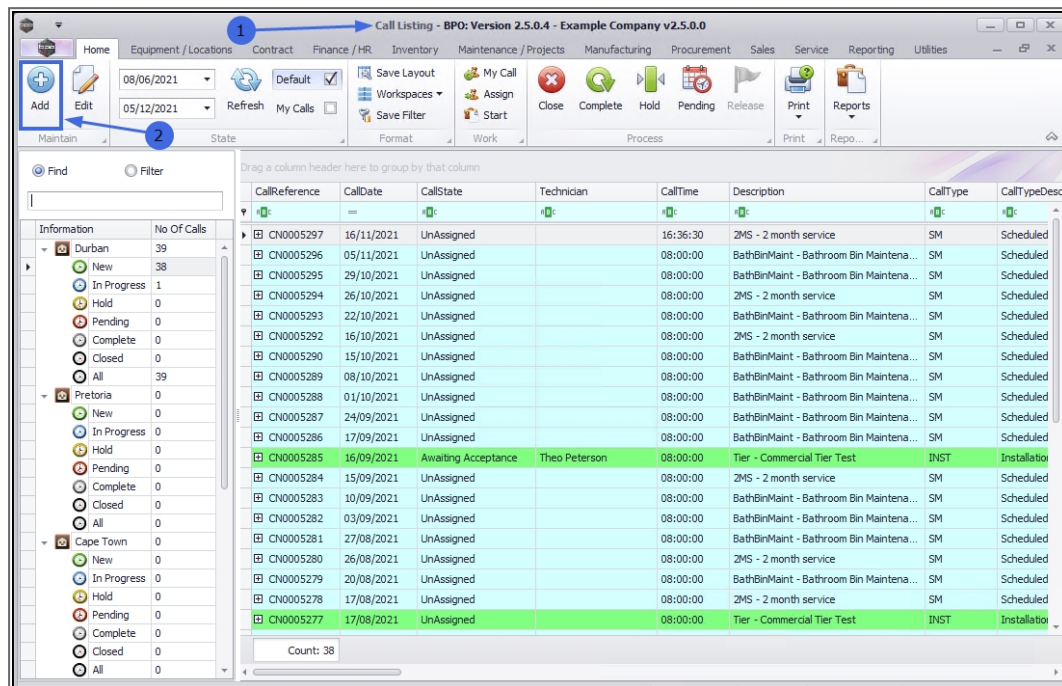 1
Call Listing - BPO: Version 2.5.0.4 - Example Company v2.5.0.0
Home Equipment / Locations Contract Finance / HR Inventory Maintenance / Projects Manufacturing Procurement Sales Service Reporting Utilities
Add Edit 08/06/2021 05/12/2021 Refresh Default My Calls
Save Layout Workspaces Save Filter
My Call Assign Start
Close Complete Hold Pending Release Print Reports
Maintain 2 State Format Work Process Print Repo...
Find Filter
Drag a column header here to group by that column
Information No Of Calls
Durban 39
New 38
In Progress 1
Hold 0
Pending 0
Complete 0
Closed 0
All 39
Pretoria 0
New 0
In Progress 0
Hold 0
Pending 0
Complete 0
Closed 0
All 0
Cape Town 0
New 0
In Progress 0
Hold 0
Pending 0
Complete 0
Closed 0
All 0
CallReference CallDate CallState Technician CallTime Description CallType CallTypeDesc
CN0005297 16/11/2021 UnAssigned 16:36:30 2MS - 2 month service SM Scheduled
CN0005296 05/11/2021 UnAssigned 08:00:00 BathBinMaint - Bathroom Bin Maintena... SM Scheduled
CN0005295 29/10/2021 UnAssigned 08:00:00 BathBinMaint - Bathroom Bin Maintena... SM Scheduled
CN0005294 26/10/2021 UnAssigned 08:00:00 2MS - 2 month service SM Scheduled
CN0005293 22/10/2021 UnAssigned 08:00:00 BathBinMaint - Bathroom Bin Maintena... SM Scheduled
CN0005292 16/10/2021 UnAssigned 08:00:00 2MS - 2 month service SM Scheduled
CN0005290 15/10/2021 UnAssigned 08:00:00 BathBinMaint - Bathroom Bin Maintena... SM Scheduled
CN0005289 08/10/2021 UnAssigned 08:00:00 BathBinMaint - Bathroom Bin Maintena... SM Scheduled
CN0005288 01/10/2021 UnAssigned 08:00:00 BathBinMaint - Bathroom Bin Maintena... SM Scheduled
CN0005287 24/09/2021 UnAssigned 08:00:00 BathBinMaint - Bathroom Bin Maintena... SM Scheduled
CN0005286 17/09/2021 UnAssigned 08:00:00 BathBinMaint - Bathroom Bin Maintena... SM Scheduled
CN0005285 16/09/2021 Awaiting Acceptance Theo Peterson 08:00:00 Tier - Commercial Tier Test INST Installation
CN0005284 15/09/2021 UnAssigned 08:00:00 2MS - 2 month service SM Scheduled
CN0005283 10/09/2021 UnAssigned 08:00:00 BathBinMaint - Bathroom Bin Maintena... SM Scheduled
CN0005282 03/09/2021 UnAssigned 08:00:00 BathBinMaint - Bathroom Bin Maintena... SM Scheduled
CN0005281 27/08/2021 UnAssigned 08:00:00 BathBinMaint - Bathroom Bin Maintena... SM Scheduled
CN0005280 26/08/2021 UnAssigned 08:00:00 2MS - 2 month service SM Scheduled
CN0005279 20/08/2021 UnAssigned 08:00:00 BathBinMaint - Bathroom Bin Maintena... SM Scheduled
CN0005278 17/08/2021 UnAssigned 08:00:00 2MS - 2 month service SM Scheduled
CN0005277 17/08/2021 UnAssigned 08:00:00 Tier - Commercial Tier Test INST Installation
Count: 38